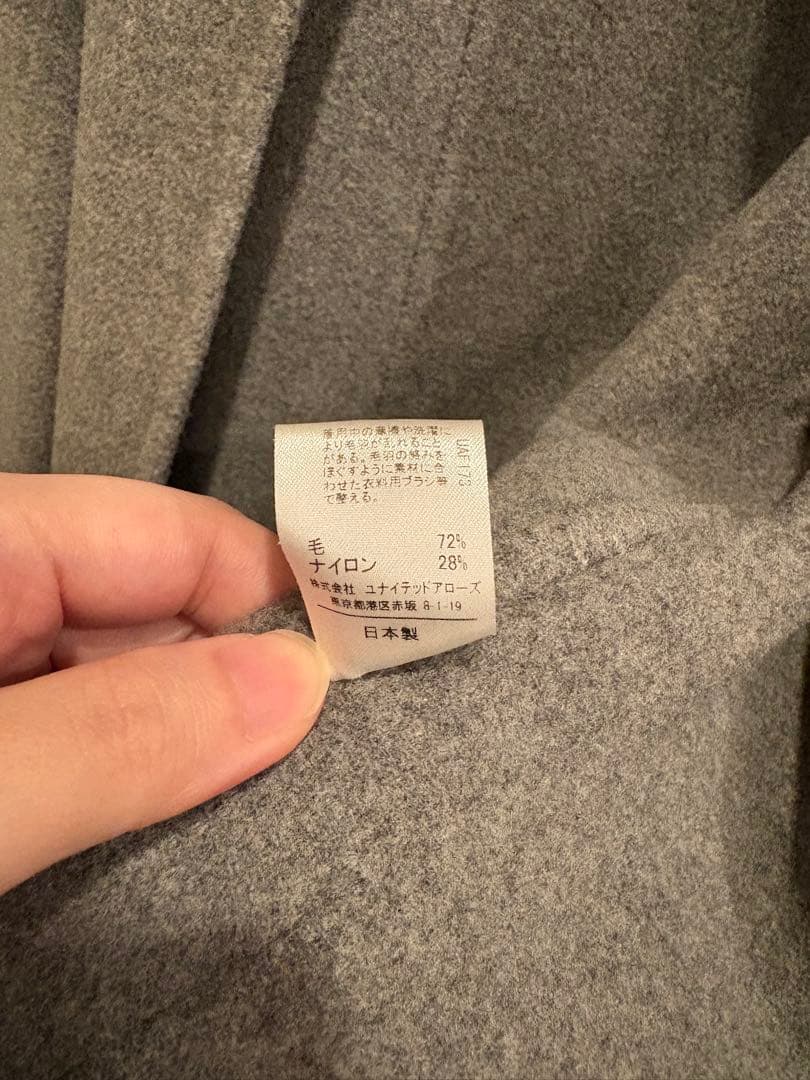 着用中の摩擦や洗濯に
より毛羽が乱れること
がある。毛羽の絡みを
ほぐすように素材に合
わせた衣料用ブラシ等
で整える。
UAF173
毛 72%
ナイロン 28%
株式会社 ユナイテッドアローズ
東京都港区赤坂 8-1-19
日本製